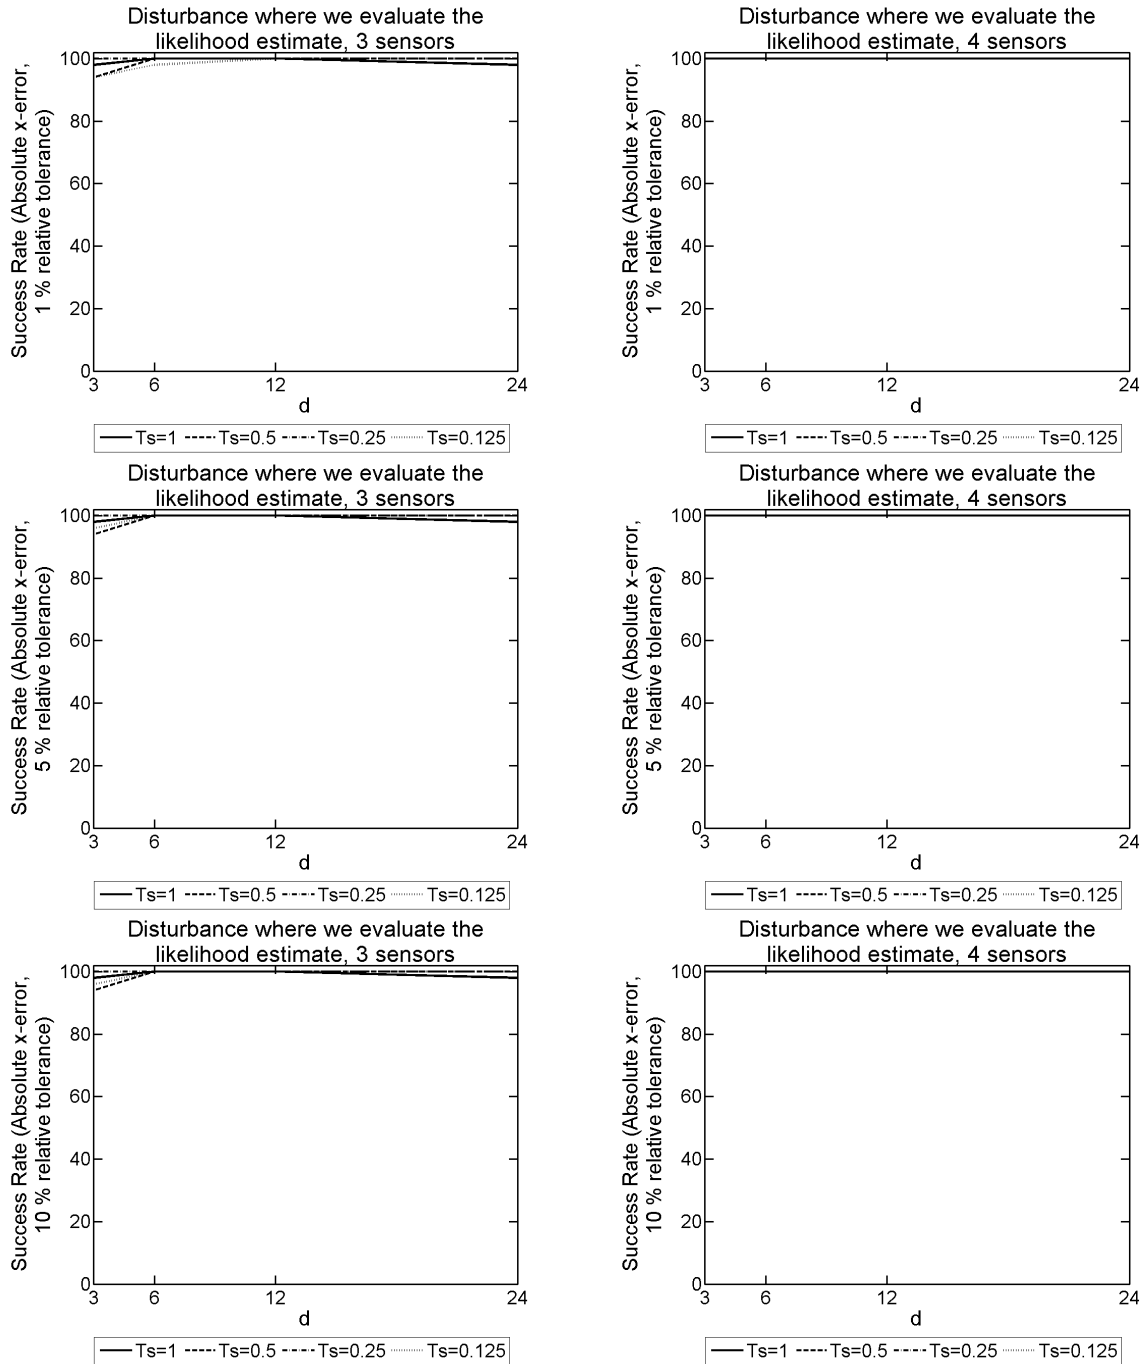 Disturbance where we evaluate the
likelihood estimate, 3 sensors
Success Rate (Absolute x-error,
1 % relative tolerance)
100
80
60
40
20
0
3 6 12 24
d
Ts=1 Ts=0.5 Ts=0.25 Ts=0.125
Disturbance where we evaluate the
likelihood estimate, 4 sensors
Success Rate (Absolute x-error,
1 % relative tolerance)
100
80
60
40
20
0
3 6 12 24
d
Ts=1 Ts=0.5 Ts=0.25 Ts=0.125
Disturbance where we evaluate the
likelihood estimate, 3 sensors
Success Rate (Absolute x-error,
5 % relative tolerance)
100
80
60
40
20
0
3 6 12 24
d
Ts=1 Ts=0.5 Ts=0.25 Ts=0.125
Disturbance where we evaluate the
likelihood estimate, 4 sensors
Success Rate (Absolute x-error,
5 % relative tolerance)
100
80
60
40
20
0
3 6 12 24
d
Ts=1 Ts=0.5 Ts=0.25 Ts=0.125
Disturbance where we evaluate the
likelihood estimate, 3 sensors
Success Rate (Absolute x-error,
10 % relative tolerance)
100
80
60
40
20
0
3 6 12 24
d
Ts=1 Ts=0.5 Ts=0.25 Ts=0.125
Disturbance where we evaluate the
likelihood estimate, 4 sensors
Success Rate (Absolute x-error,
10 % relative tolerance)
100
80
60
40
20
0
3 6 12 24
d
Ts=1 Ts=0.5 Ts=0.25 Ts=0.125